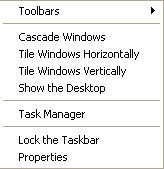 Toolbars
Cascade Windows
Tile Windows Horizontally
Tile Windows Vertically
Show the Desktop
Task Manager
Lock the Taskbar
Properties